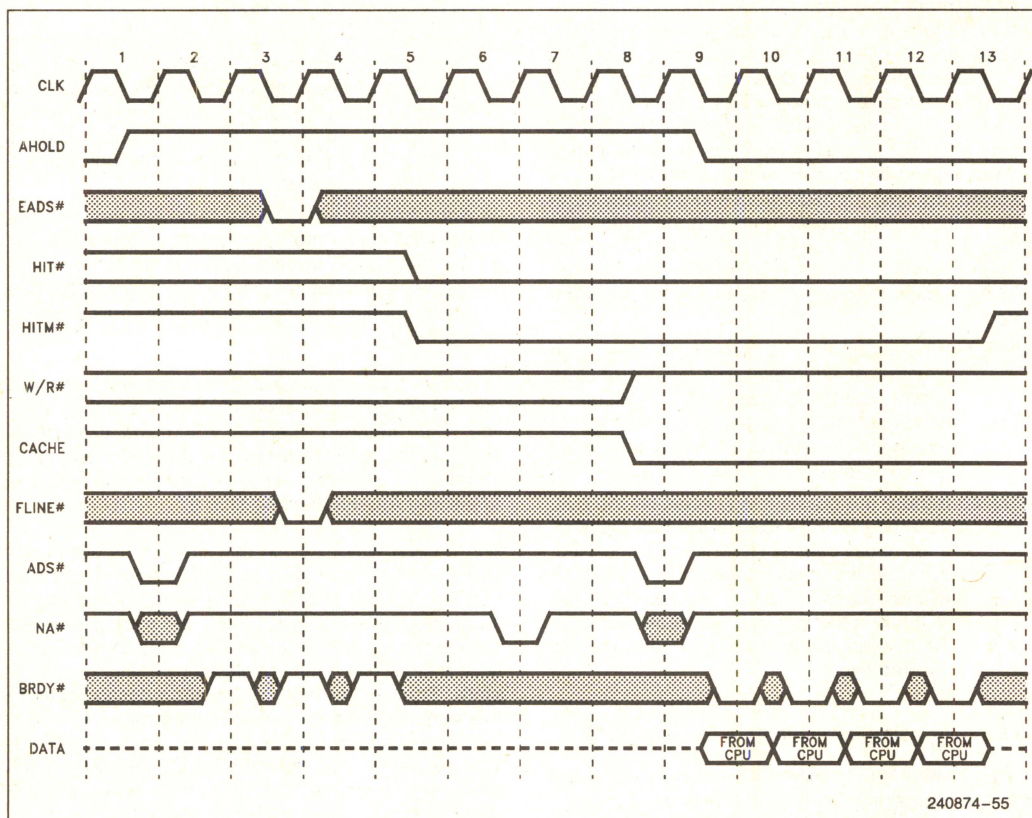 1 2 3 4 5 6 7 8 9 10 11 12 13
CLK
AHOLD
EADS#
HIT#
HITM#
W/R#
CACHE
FLINE#
ADS#
NA#
BRDY#
DATA
FROM CPU FROM CPU FROM CPU FROM CPU
240874-55